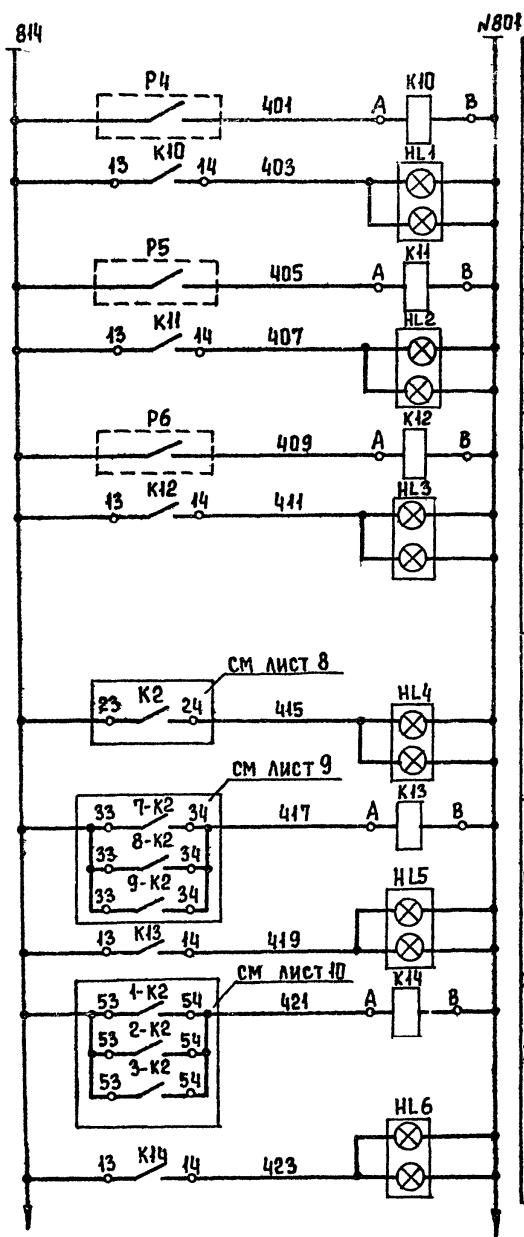 814 N801
P4 401 A K10 B
13 K10 14 403 HL1
P5 405 A K11 B
13 K11 14 407 HL2
P6 409 A K12 B
13 K12 14 411 HL3
см лист 8
23 K2 24 415 HL4
см лист 9
33 7-K2 34 417 A K13 B
33 8-K2 34
33 9-K2 34
HL5
13 K13 14 419
см лист 10
53 1-K2 54 421 A K14 B
53 2-K2 54
53 3-K2 54
HL6
13 K14 14 423